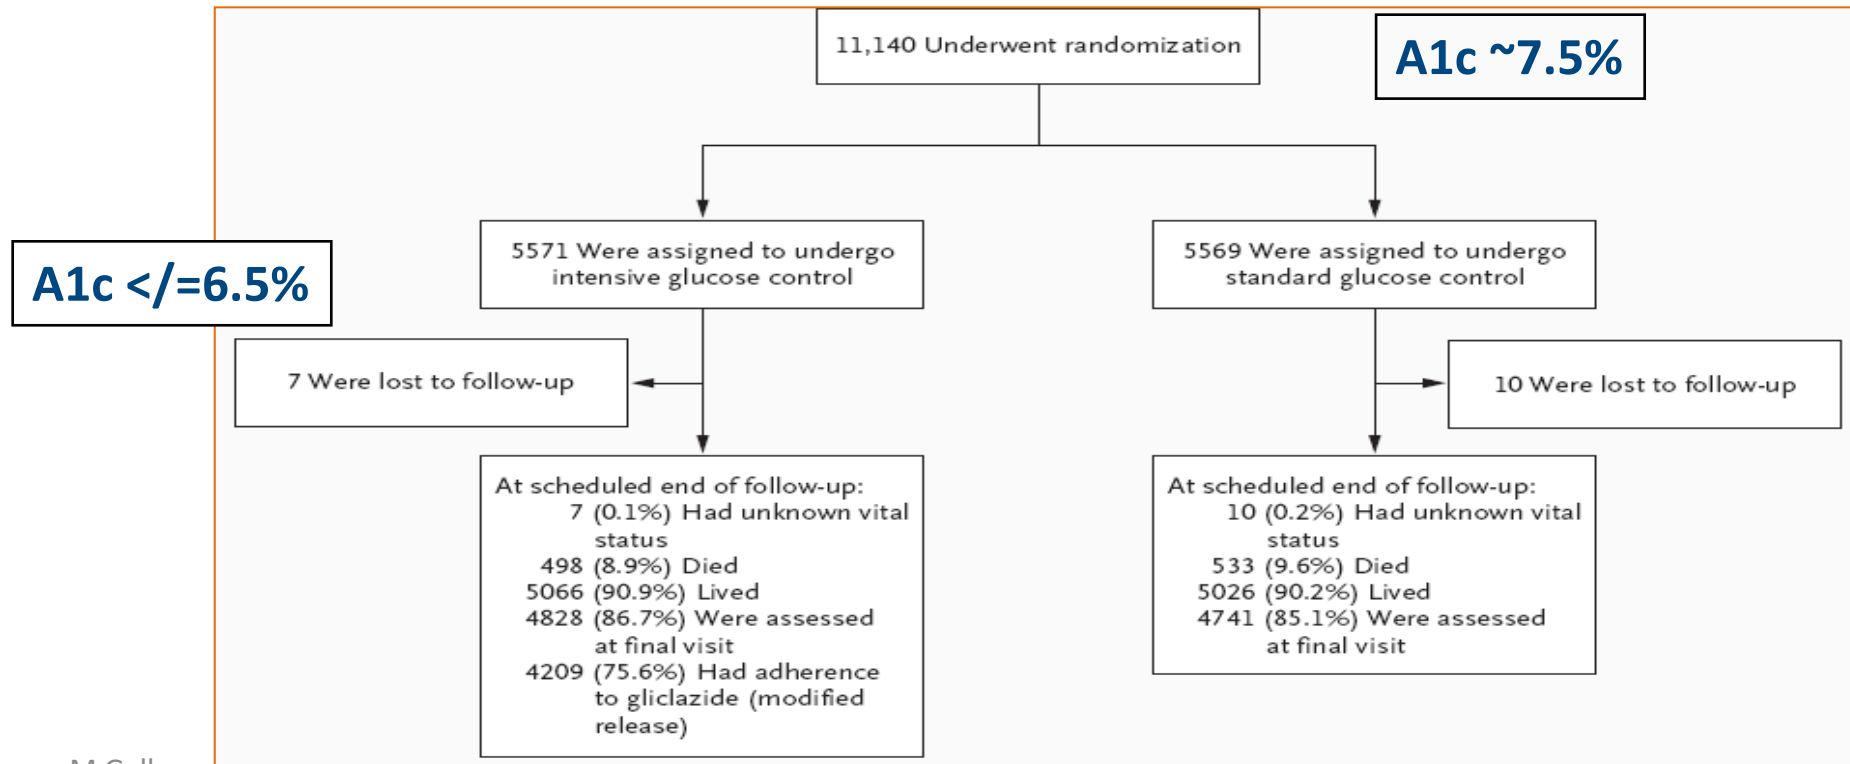 11,140 Underwent randomization
A1c ~7.5%
5571 Were assigned to undergo
intensive glucose control
5569 Were assigned to undergo
standard glucose control
A1c </=6.5%
7 Were lost to follow-up
10 Were lost to follow-up
At scheduled end of follow-up:
7 (0.1%) Had unknown vital
status
498 (8.9%) Died
5066 (90.9%) Lived
4828 (86.7%) Were assessed
at final visit
4209 (75.6%) Had adherence
to gliclazide (modified
release)
At scheduled end of follow-up:
10 (0.2%) Had unknown vital
status
533 (9.6%) Died
5026 (90.2%) Lived
4741 (85.1%) Were assessed
at final visit